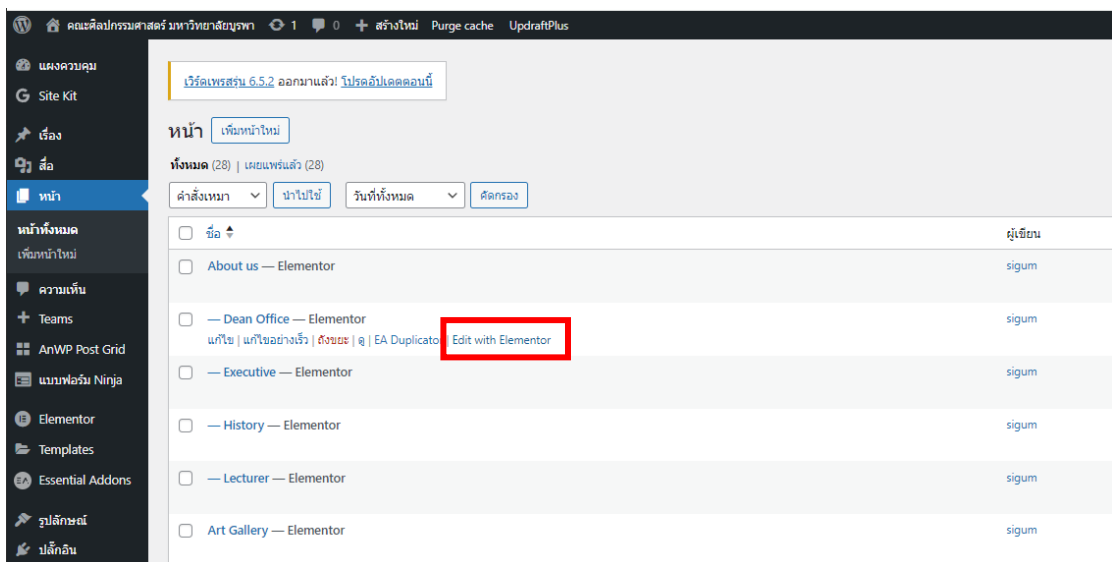 คณะศิลปกรรมศาสตร์ มหาวิทยาลัยบูรพา 1 0 + สร้างใหม่ Purge cache UpdraftPlus
แผงควบคุม
Site Kit
เรื่อง
สื่อ
หน้า
หน้าทั้งหมด
เพิ่มหน้าใหม่
ความเห็น
Teams
AnWP Post Grid
แบบฟอร์ม Ninja
Elementor
Templates
Essential Addons
รูปลักษณ์
ปลั๊กอิน
เวิร์ดเพรสรุ่น 6.5.2 ออกมาแล้ว! โปรดอัปเดตตอนนี้
หน้า เพิ่มหน้าใหม่
ทั้งหมด (28) | เผยแพร่แล้ว (28)
คำสั่งเหมา นำไปใช้ วันที่ทั้งหมด คัดกรอง
ชื่อ ผู้เขียน
About us — Elementor sigum
— Dean Office — Elementor sigum
แก้ไข | แก้ไขอย่างเร็ว | ถังขยะ | ดู | EA Duplicator | Edit with Elementor
— Executive — Elementor sigum
— History — Elementor sigum
— Lecturer — Elementor sigum
Art Gallery — Elementor sigum